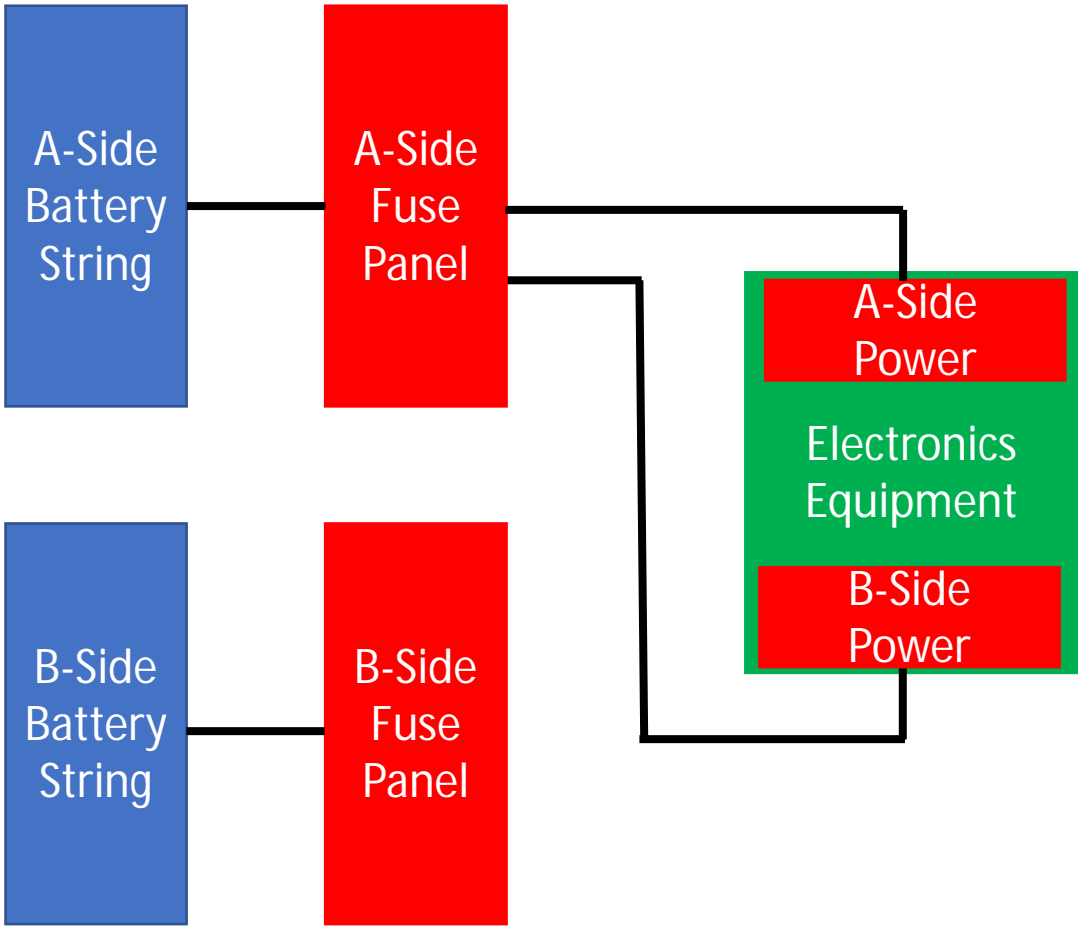 A-Side
Battery
String
A-Side
Fuse
Panel
A-Side
Power
Electronics
Equipment
B-Side
Power
B-Side
Battery
String
B-Side
Fuse
Panel